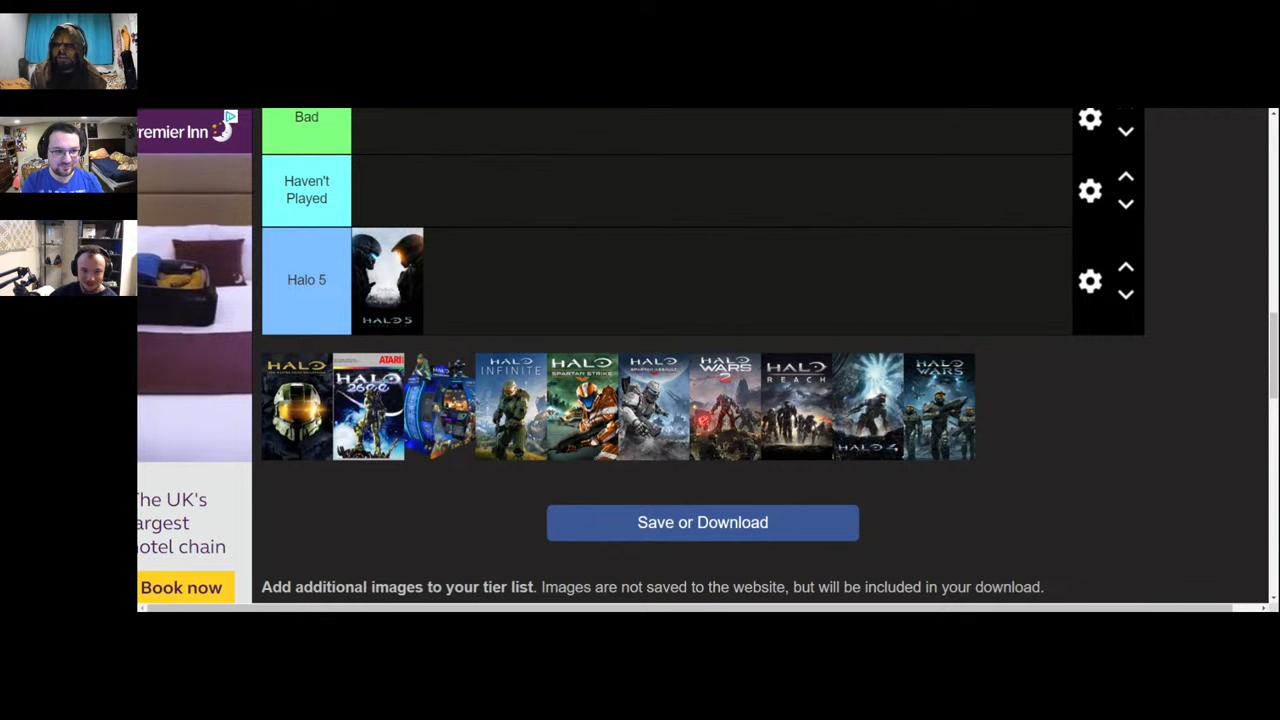 Bad
remier Inn
Haven't
Played
Halo 5
HALO 5
HALO
ATARI
HALO
2600
HALO
INFINITE
HALO
SPARTAN STRIKE
HALO
SPARTAN ASSAULT
HALO
WARS
2
HALO
REACH
HALO 4
HALO
WARS
The UK's
argest
hotel chain
Book now
Save or Download
Add additional images to your tier list. Images are not saved to the website, but will be included in your download.